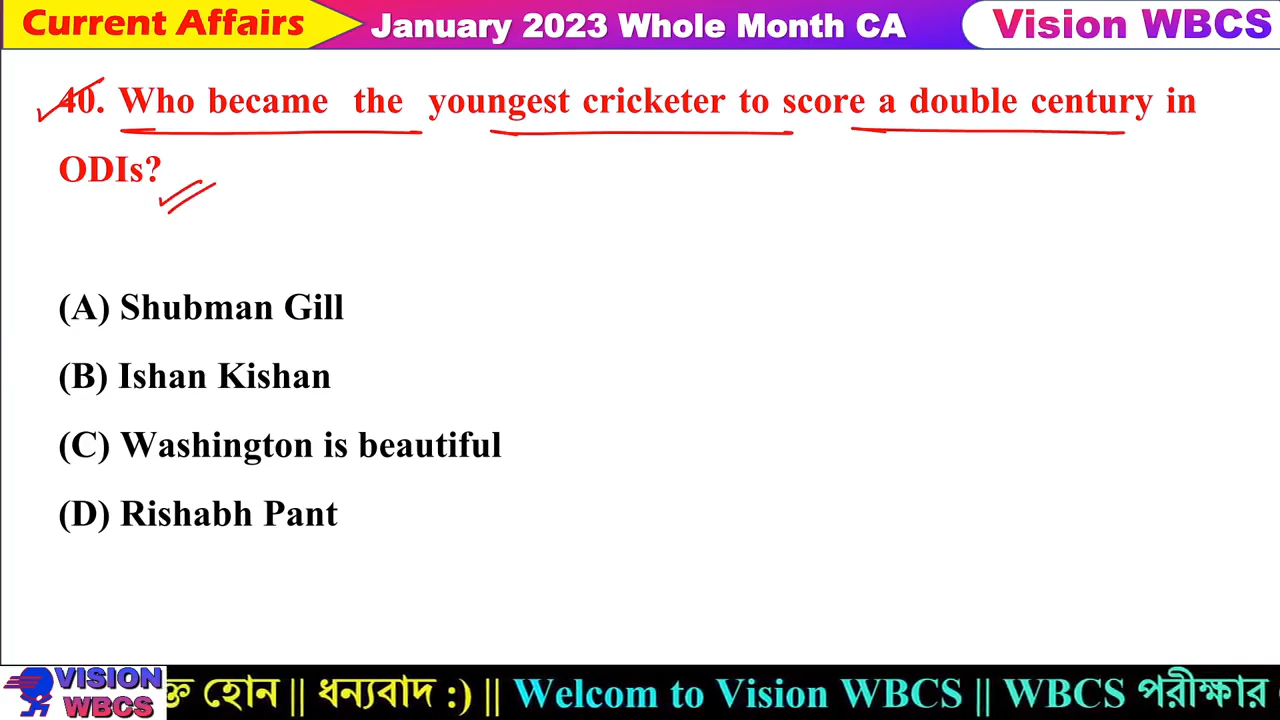 Current Affairs
January 2023 Whole Month CA
Vision WBCS
40. Who became the youngest cricketer to score a double century in
ODIs?
(A) Shubman Gill
(B) Ishan Kishan
(C) Washington is beautiful
(D) Rishabh Pant
VISION
WBCS
হোন || ধন্যবাদ :) || Welcom to Vision WBCS || WBCS পরীক্ষার